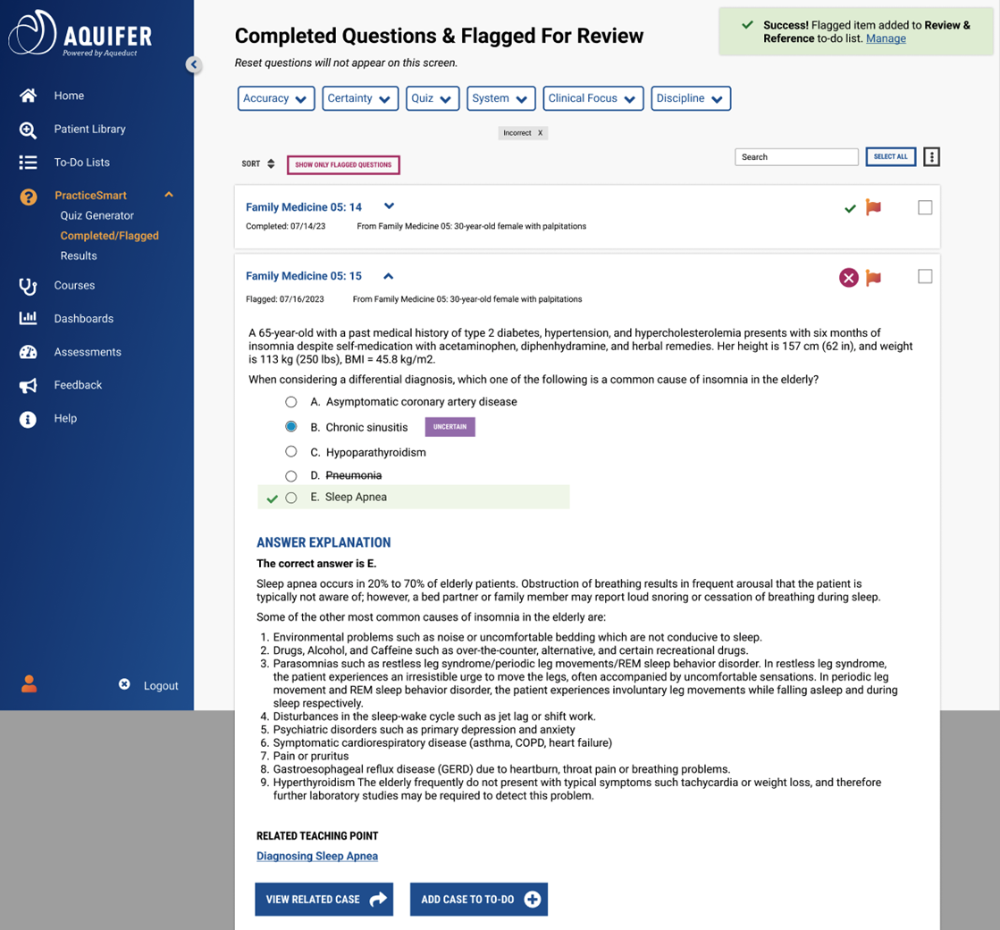 AQUIFER
Powered by Aqueduct
Home
Patient Library
To-Do Lists
PracticeSmart
Quiz Generator
Completed/Flagged
Results
Courses
Dashboards
Assessments
Feedback
Help
Logout
Completed Questions & Flagged For Review
Reset questions will not appear on this screen.
Success! Flagged item added to Review &
Reference to-do list. Manage
Accuracy Certainty Quiz System Clinical Focus Discipline
Incorrect X
SORT SHOW ONLY FLAGGED QUESTIONS Search SELECT ALL
Family Medicine 05: 14
Completed: 07/14/23 From Family Medicine 05: 30-year-old female with palpitations
Family Medicine 05: 15
Flagged: 07/16/2023 From Family Medicine 05: 30-year-old female with palpitations
A 65-year-old with a past medical history of type 2 diabetes, hypertension, and hypercholesterolemia presents with six months of
insomnia despite self-medication with acetaminophen, diphenhydramine, and herbal remedies. Her height is 157 cm (62 in), and weight
is 113 kg (250 lbs), BMI = 45.8 kg/m2.
When considering a differential diagnosis, which one of the following is a common cause of insomnia in the elderly?
A. Asymptomatic coronary artery disease
B. Chronic sinusitis UNCERTAIN
C. Hypoparathyroidism
D. Pneumonia
E. Sleep Apnea
ANSWER EXPLANATION
The correct answer is E.
Sleep apnea occurs in 20% to 70% of elderly patients. Obstruction of breathing results in frequent arousal that the patient is
typically not aware of; however, a bed partner or family member may report loud snoring or cessation of breathing during sleep.
Some of the other most common causes of insomnia in the elderly are:
1. Environmental problems such as noise or uncomfortable bedding which are not conducive to sleep.
2. Drugs, Alcohol, and Caffeine such as over-the-counter, alternative, and certain recreational drugs.
3. Parasomnias such as restless leg syndrome/periodic leg movements/REM sleep behavior disorder. In restless leg syndrome,
the patient experiences an irresistible urge to move the legs, often accompanied by uncomfortable sensations. In periodic leg
movement and REM sleep behavior disorder, the patient experiences involuntary leg movements while falling asleep and during
sleep respectively.
4. Disturbances in the sleep-wake cycle such as jet lag or shift work.
5. Psychiatric disorders such as primary depression and anxiety
6. Symptomatic cardiorespiratory disease (asthma, COPD, heart failure)
7. Pain or pruritus
8. Gastroesophageal reflux disease (GERD) due to heartburn, throat pain or breathing problems.
9. Hyperthyroidism The elderly frequently do not present with typical symptoms such tachycardia or weight loss, and therefore
further laboratory studies may be required to detect this problem.
RELATED TEACHING POINT
Diagnosing Sleep Apnea
VIEW RELATED CASE ADD CASE TO TO-DO